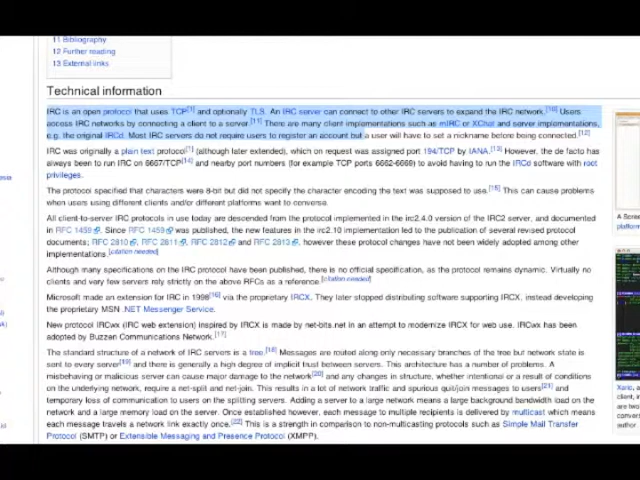 11 Bibliography
12 Further reading
13 External links
Technical information
IRC is an open protocol that uses TCP[1] and optionally TLS. An IRC server can connect to other IRC servers to expand the IRC network.[10] Users
access IRC networks by connecting a client to a server.[11] There are many client implementations such as mIRC or XChat and server implementations,
e.g. the original IRCd. Most IRC servers do not require users to register an account but a user will have to set a nickname before being connected.[12]
IRC was originally a plain text protocol[1] (although later extended), which on request was assigned port 194/TCP by IANA.[13] However, the de facto has
always been to run IRC on 6667/TCP[14] and nearby port numbers (for example TCP ports 6662-6669) to avoid having to run the IRCd software with root
privileges.
The protocol specified that characters were 8-bit but did not specify the character encoding the text was supposed to use.[15] This can cause problems
when users using different clients and/or different platforms want to converse.
All client-to-server IRC protocols in use today are descended from the protocol implemented in the irc2.4.0 version of the IRC2 server, and documented
in RFC 1459. Since RFC 1459 was published, the new features in the irc2.10 implementation led to the publication of several revised protocol
documents; RFC 2810, RFC 2811, RFC 2812 and RFC 2813, however these protocol changes have not been widely adopted among other
implementations.[citation needed]
Although many specifications on the IRC protocol have been published, there is no official specification, as the protocol remains dynamic. Virtually no
clients and very few servers rely strictly on the above RFCs as a reference.[citation needed]
Microsoft made an extension for IRC in 1998[16] via the proprietary IRCX. They later stopped distributing software supporting IRCX, instead developing
the proprietary MSN .NET Messenger Service.
New protocol IRCwx (IRC web extension) inspired by IRCX is made by net-bits.net in an attempt to modernize IRCX for web use. IRCwx has been
adopted by Buzzen Communications Network.[17]
The standard structure of a network of IRC servers is a tree.[18] Messages are routed along only necessary branches of the tree but network state is
sent to every server[19] and there is generally a high degree of implicit trust between servers. This architecture has a number of problems. A
misbehaving or malicious server can cause major damage to the network[20] and any changes in structure, whether intentional or a result of conditions
on the underlying network, require a net-split and net-join. This results in a lot of network traffic and spurious quit/join messages to users[21] and
temporary loss of communication to users on the splitting servers. Adding a server to a large network means a large background bandwidth load on the
network and a large memory load on the server. Once established however, each message to multiple recipients is delivered by multicast which means
each message travels a network link exactly once.[22] This is a strength in comparison to non-multicasting protocols such as Simple Mail Transfer
Protocol (SMTP) or Extensible Messaging and Presence Protocol (XMPP).
A Scree
platform
Xaric, a
client, i
are two
convers
author.